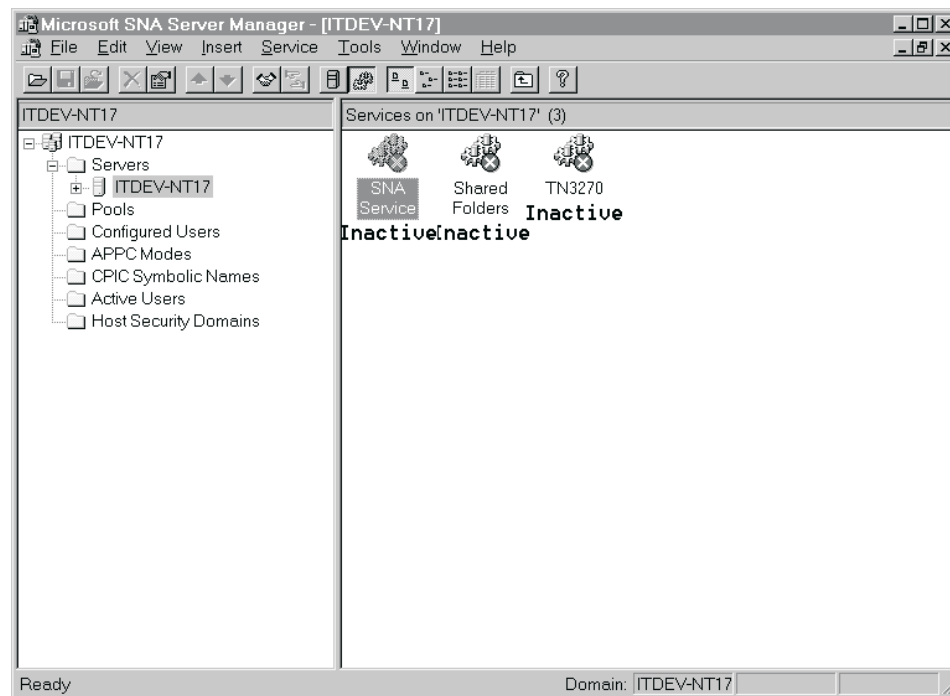 Microsoft SNA Server Manager - [ITDEV-NT17]
File Edit View Insert Service Tools Window Help
ITDEV-NT17
Services on 'ITDEV-NT17' (3)
ITDEV-NT17
Servers
ITDEV-NT17
Pools
Configured Users
APPC Modes
CPIC Symbolic Names
Active Users
Host Security Domains
SNA Service
Inactive
Shared Folders
Inactive
TN3270
Inactive
Ready
Domain: ITDEV-NT17